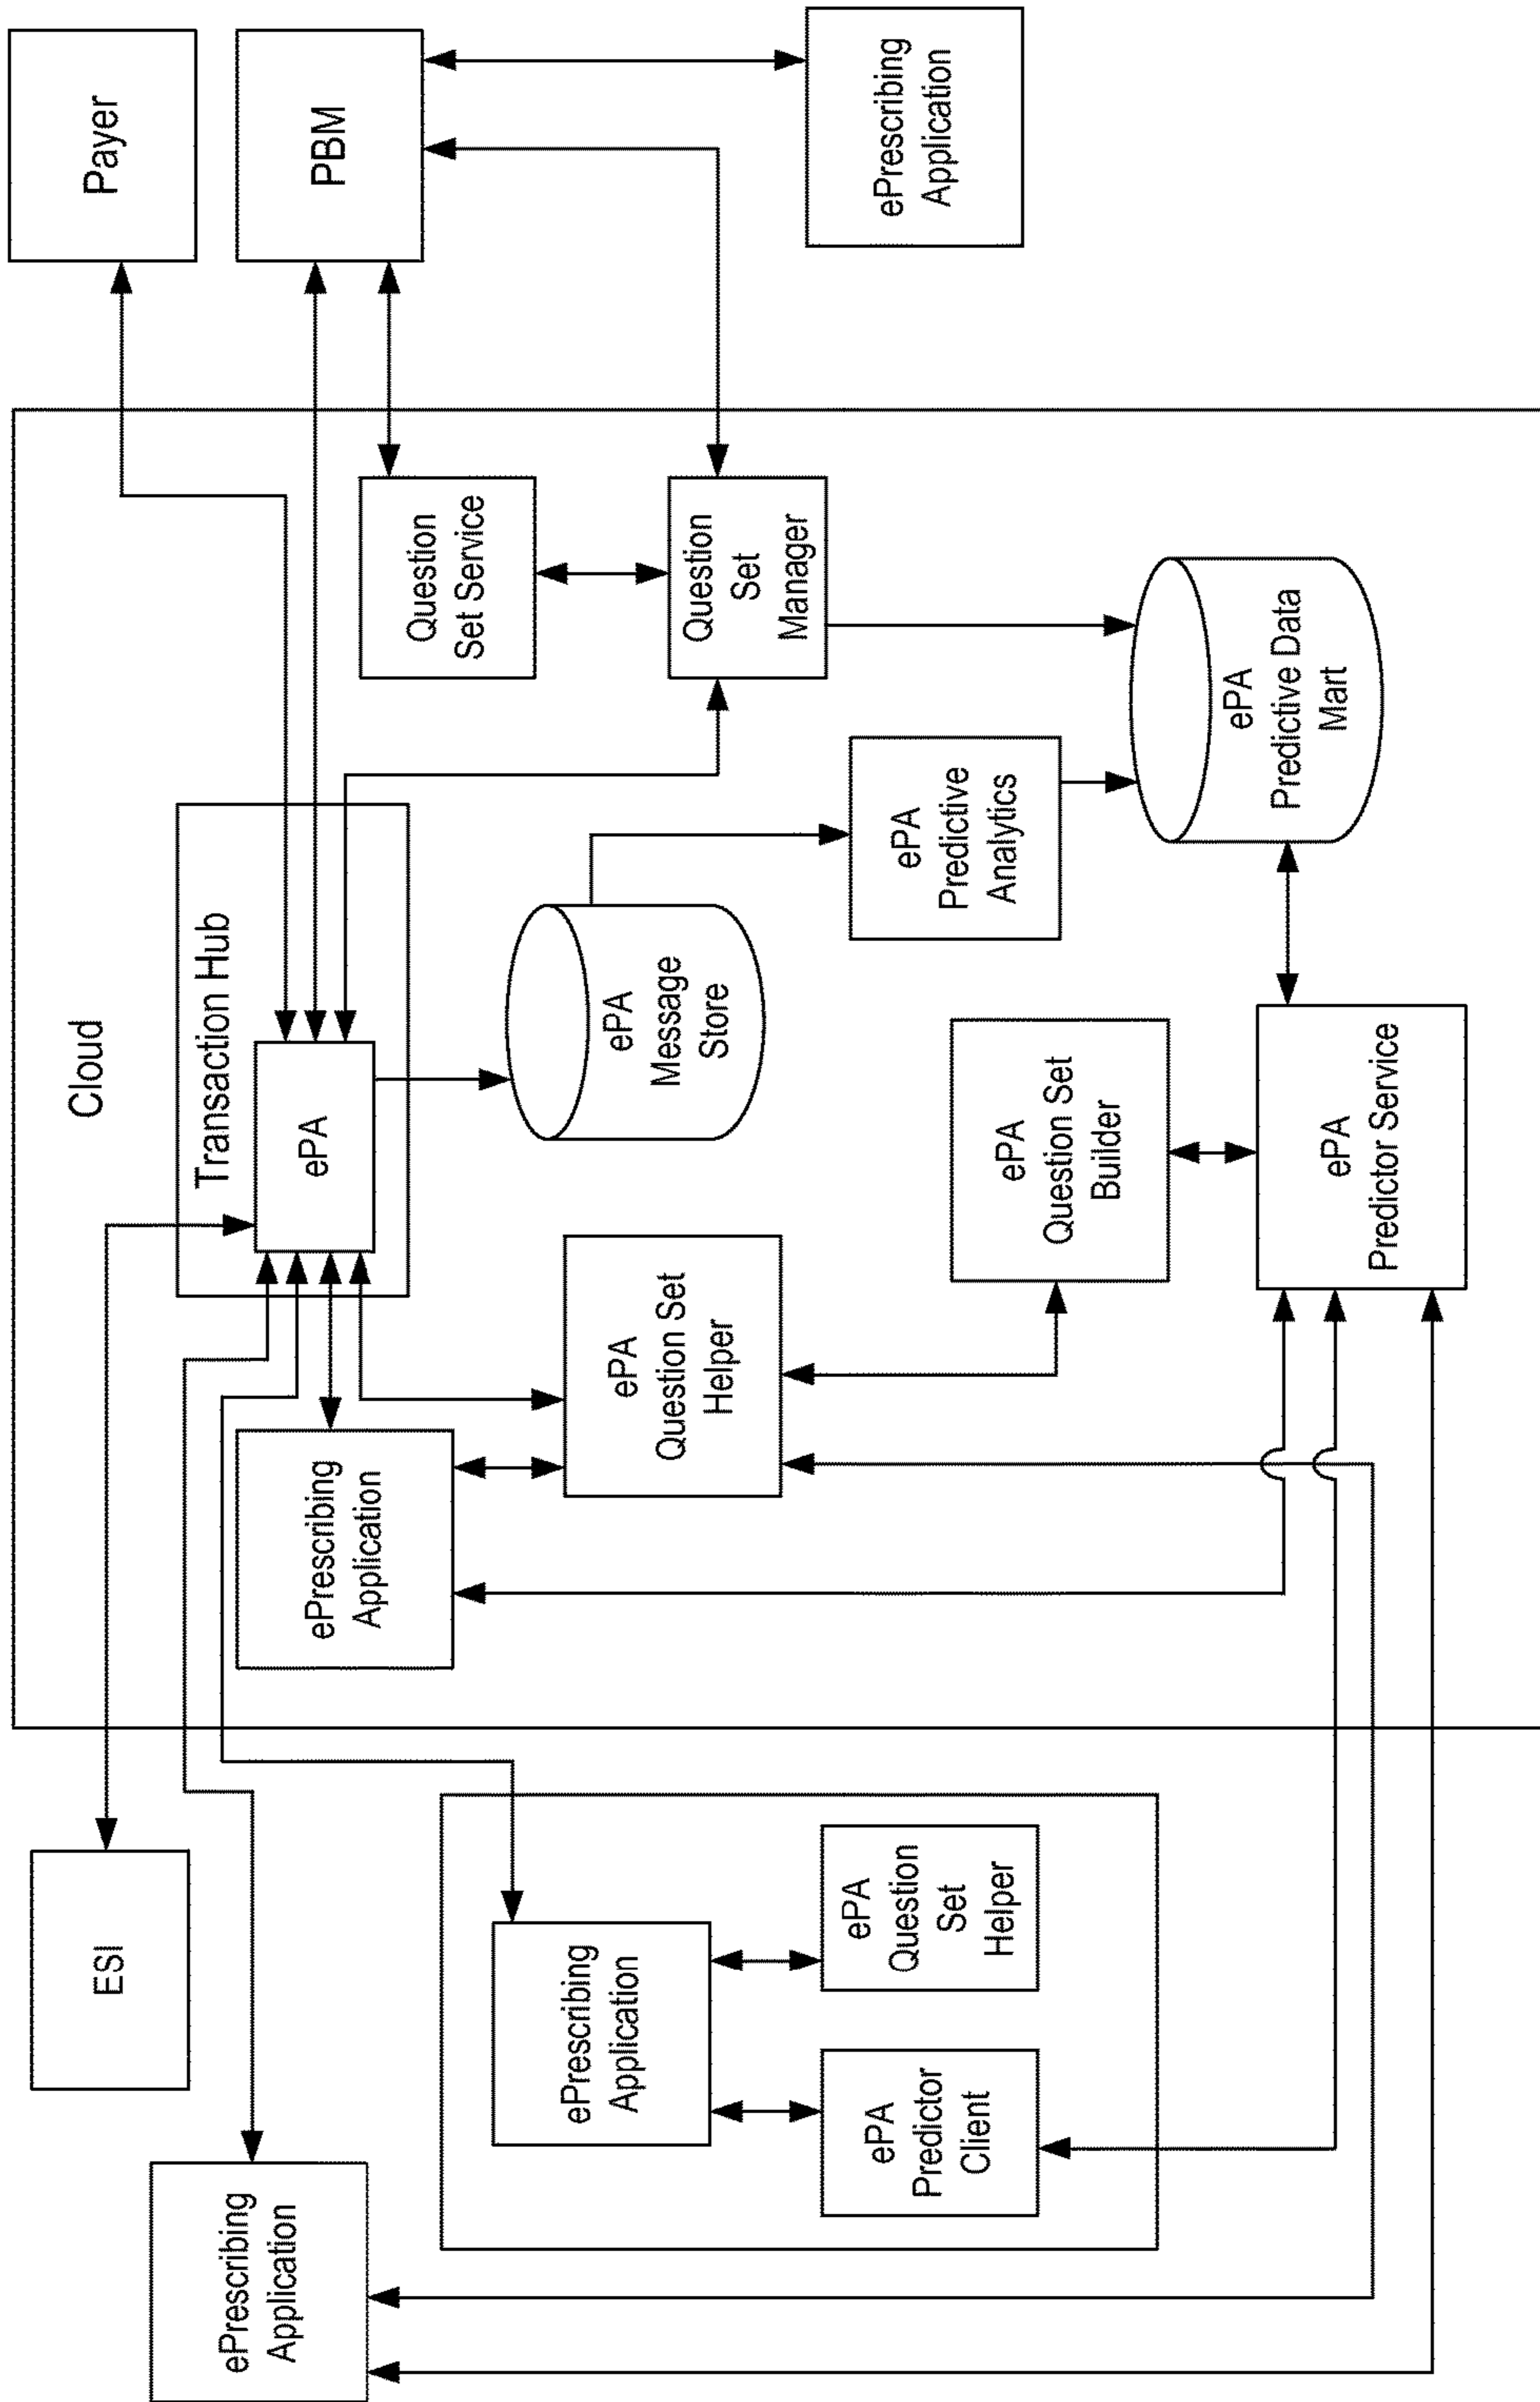 Cloud
ESI
Payer
Transaction Hub
ePA
PBM
ePrescribing
Application
ePrescribing
Application
Question
Set Service
ePrescribing
Application
ePA
Message
Store
ePA
Question Set
Helper
Question
Set
Manager
ePA
Predictor
Client
ePA
Question
Set
Helper
ePA
Predictive
Analytics
ePrescribing
Application
ePA
Question Set
Builder
ePA
Predictive Data
Mart
ePA
Predictor Service